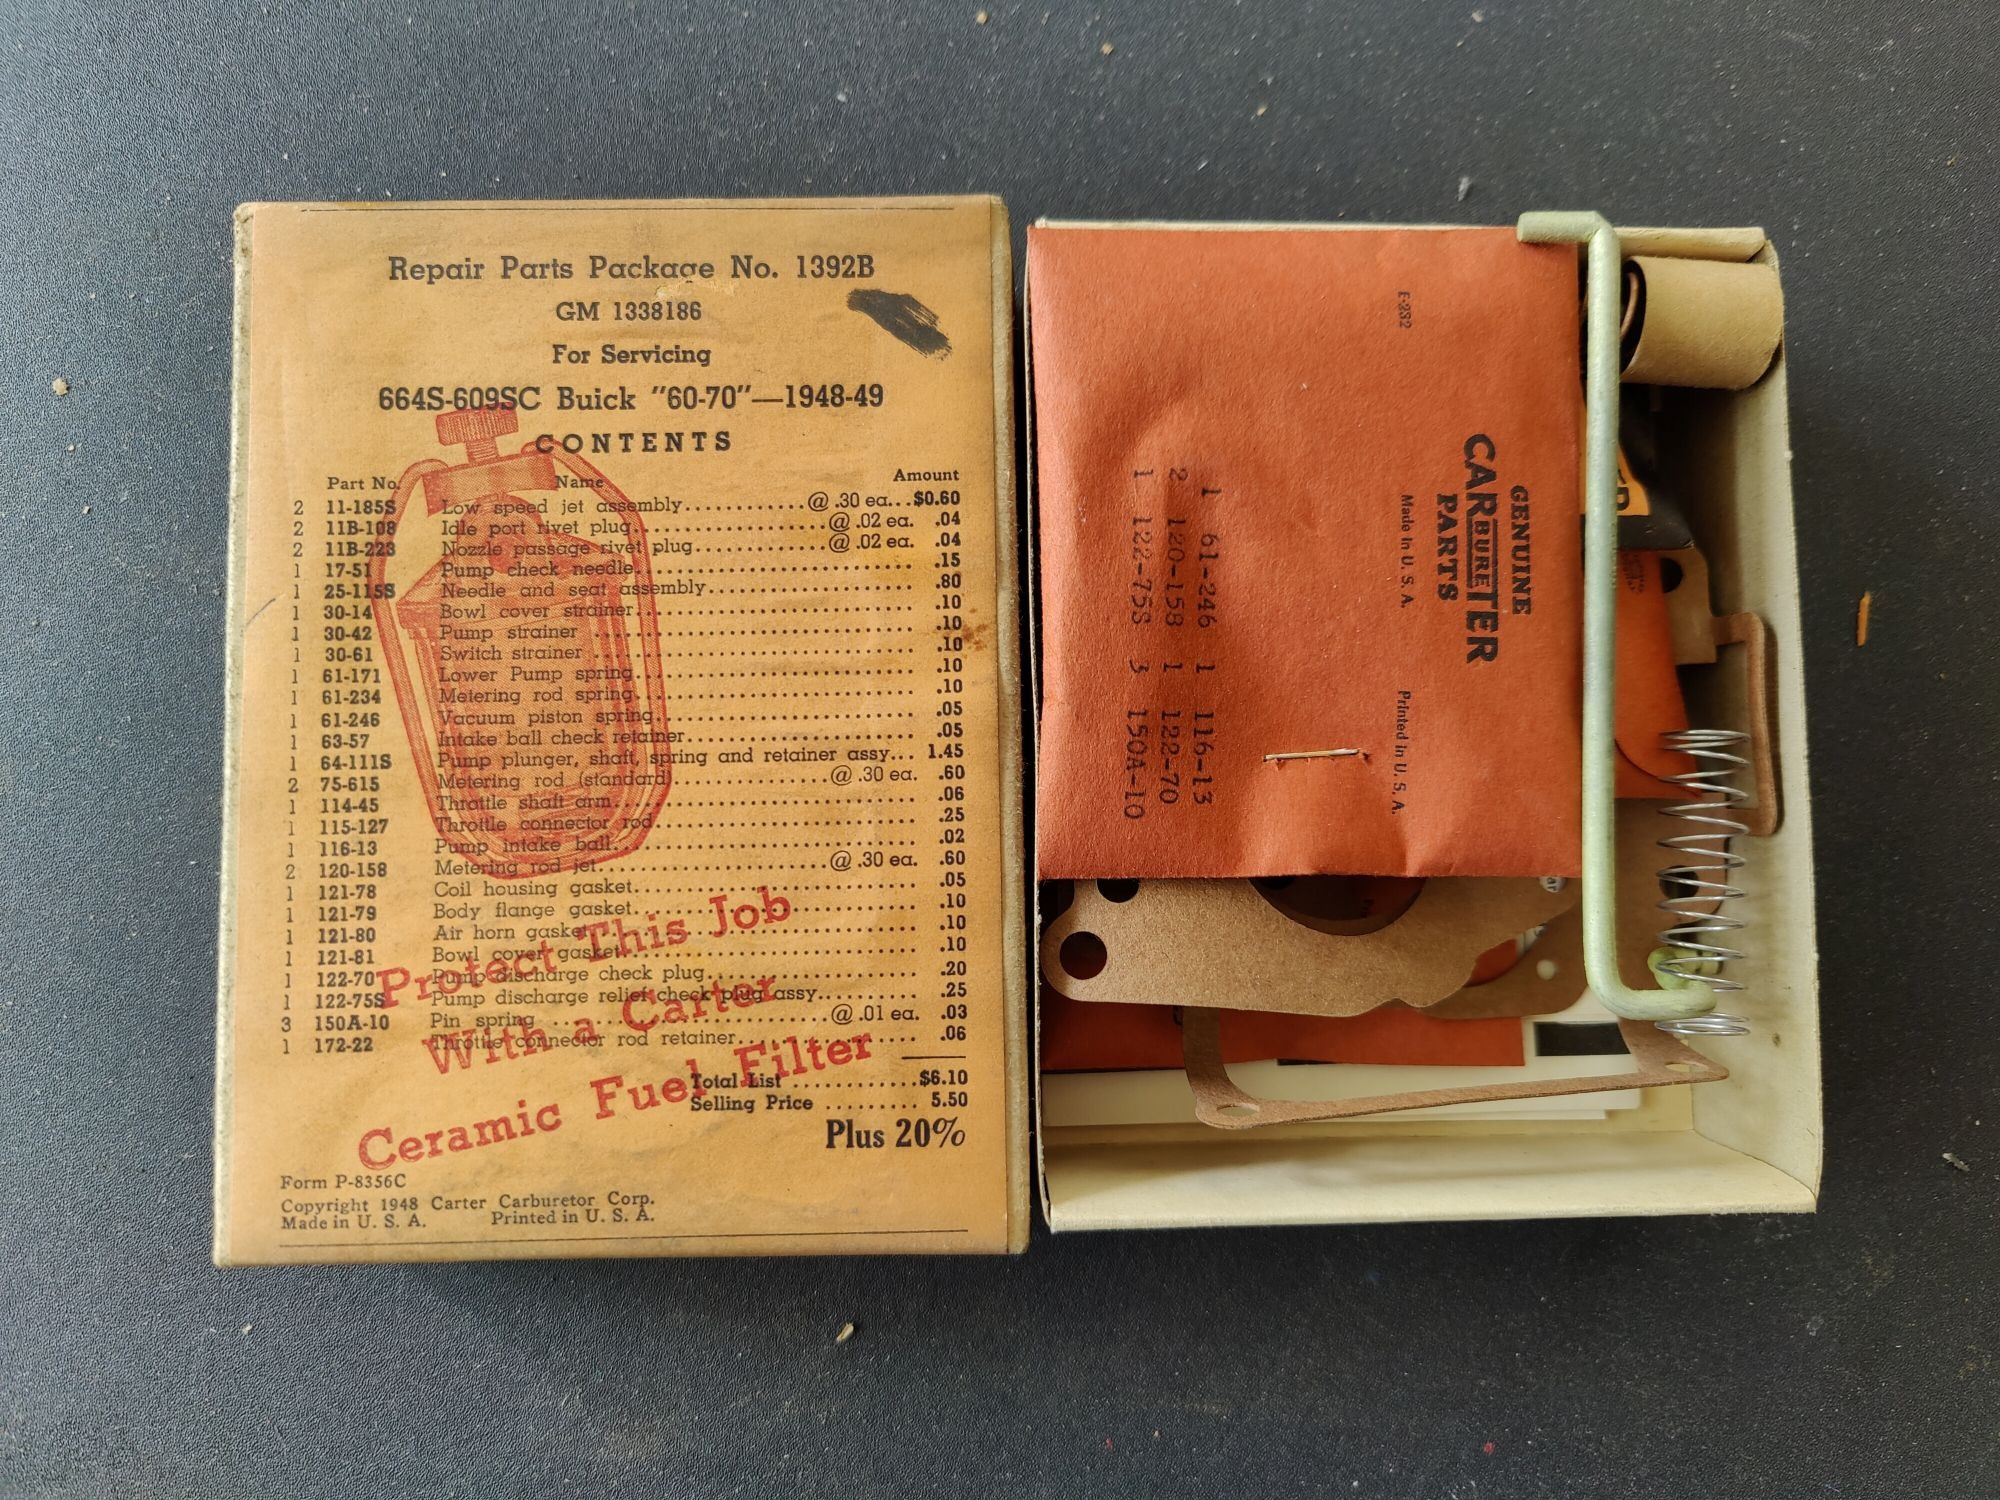 Repair Parts Package No. 1392B
GM 1338186
For Servicing
664S-609SC Buick "60-70"—1948-49
CONTENTS
Part No. Name Amount
2 11-185S Low speed jet assembly @ .30 ea. $0.60
2 11B-108 Idle port rivet plug @ .02 ea. .04
2 11B-223 Nozzle passage rivet plug @ .02 ea. .04
1 17-51 Pump check needle .15
1 25-115S Needle and seat assembly .80
1 30-14 Bowl cover strainer .10
1 30-42 Pump strainer .10
1 30-61 Switch strainer .10
1 61-171 Lower Pump spring .10
1 61-234 Metering rod spring .10
1 61-246 Vacuum piston spring .05
1 63-57 Intake ball check retainer .05
1 64-111S Pump plunger, shaft, spring and retainer assy... 1.45
2 75-615 Metering rod (standard) @ .30 ea. .60
1 114-45 Throttle shaft arm .06
1 115-127 Throttle connector rod .25
1 116-13 Pump intake ball .02
2 120-158 Metering rod jet @ .30 ea. .60
1 121-78 Coil housing gasket .05
1 121-79 Body flange gasket .10
1 121-80 Air horn gasket .10
1 121-81 Bowl cover gasket .10
1 122-70 Pump discharge check plug .20
1 122-75S Pump discharge relief check plug assy .25
3 150A-10 Pin spring @ .01 ea. .03
1 172-22 Throttle connector rod retainer .06
Total List $6.10
Selling Price 5.50
Plus 20%
Protect This Job
With a Carter
Ceramic Fuel Filter
Form P-8356C
Copyright 1948 Carter Carburetor Corp.
Made in U. S. A. Printed in U. S. A.
GENUINE
CARBURETER
PARTS
F-232 Made in U. S. A. Printed in U. S. A.
1 61-246 1 116-13
2 120-158 1 122-70
1 122-75S 3 150A-10